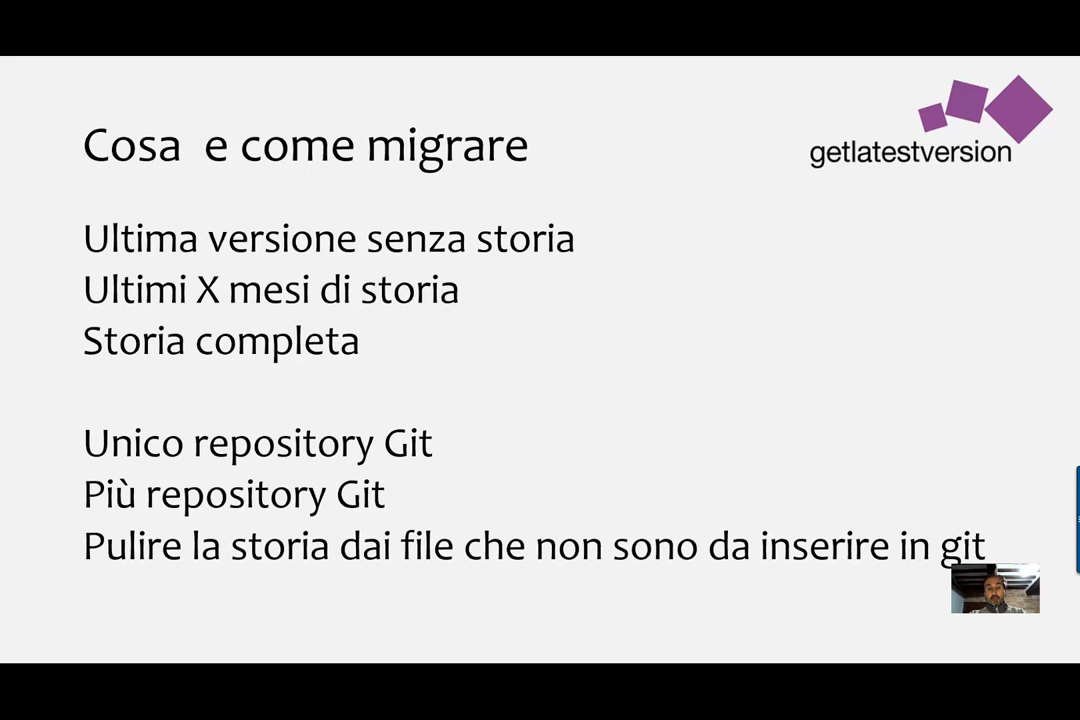 Cosa e come migrare
getlatestversion
Ultima versione senza storia
Ultimi X mesi di storia
Storia completa
Unico repository Git
Più repository Git
Pulire la storia dai file che non sono da inserire in git